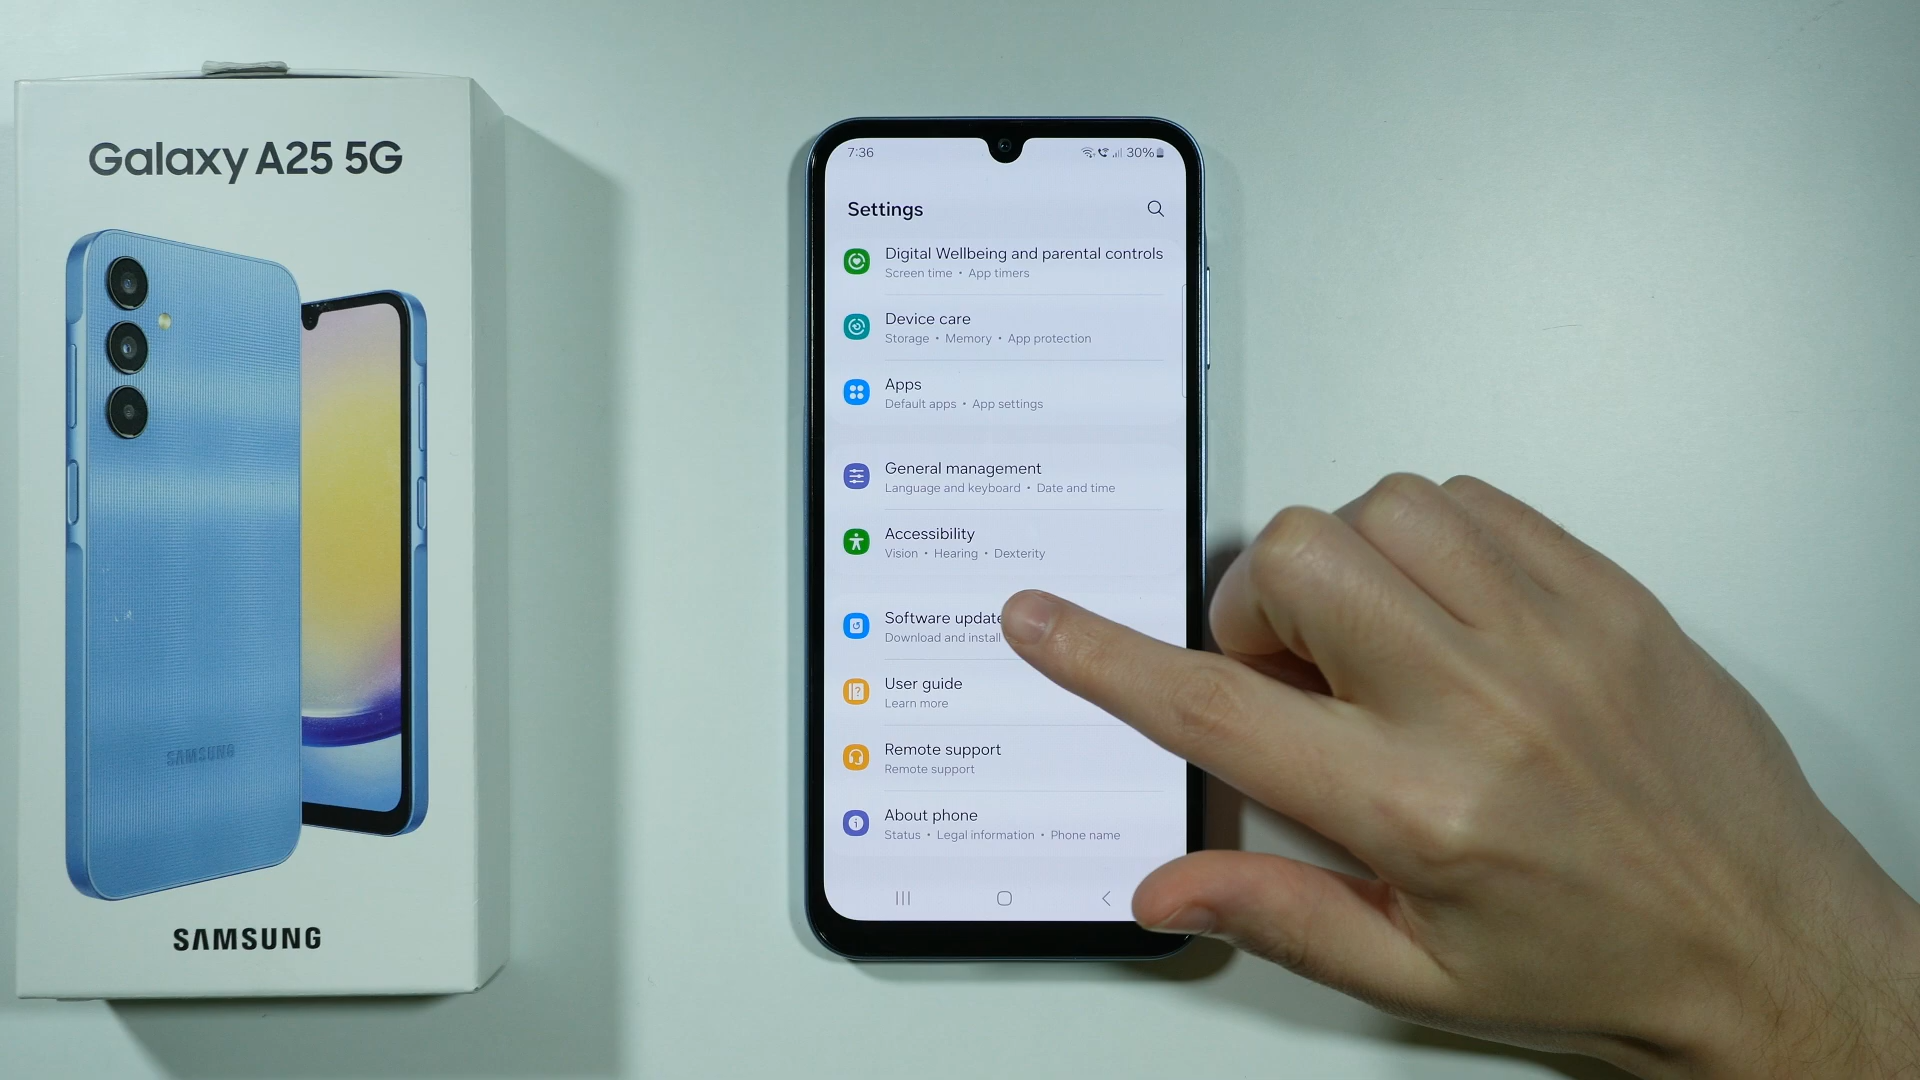 Galaxy A25 5G
SAMSUNG
SAMSUNG
7:36
30%
Settings
Digital Wellbeing and parental controls
Screen time • App timers
Device care
Storage • Memory • App protection
Apps
Default apps • App settings
General management
Language and keyboard • Date and time
Accessibility
Vision • Hearing • Dexterity
Software update
Download and install
User guide
Learn more
Remote support
Remote support
About phone
Status • Legal information • Phone name